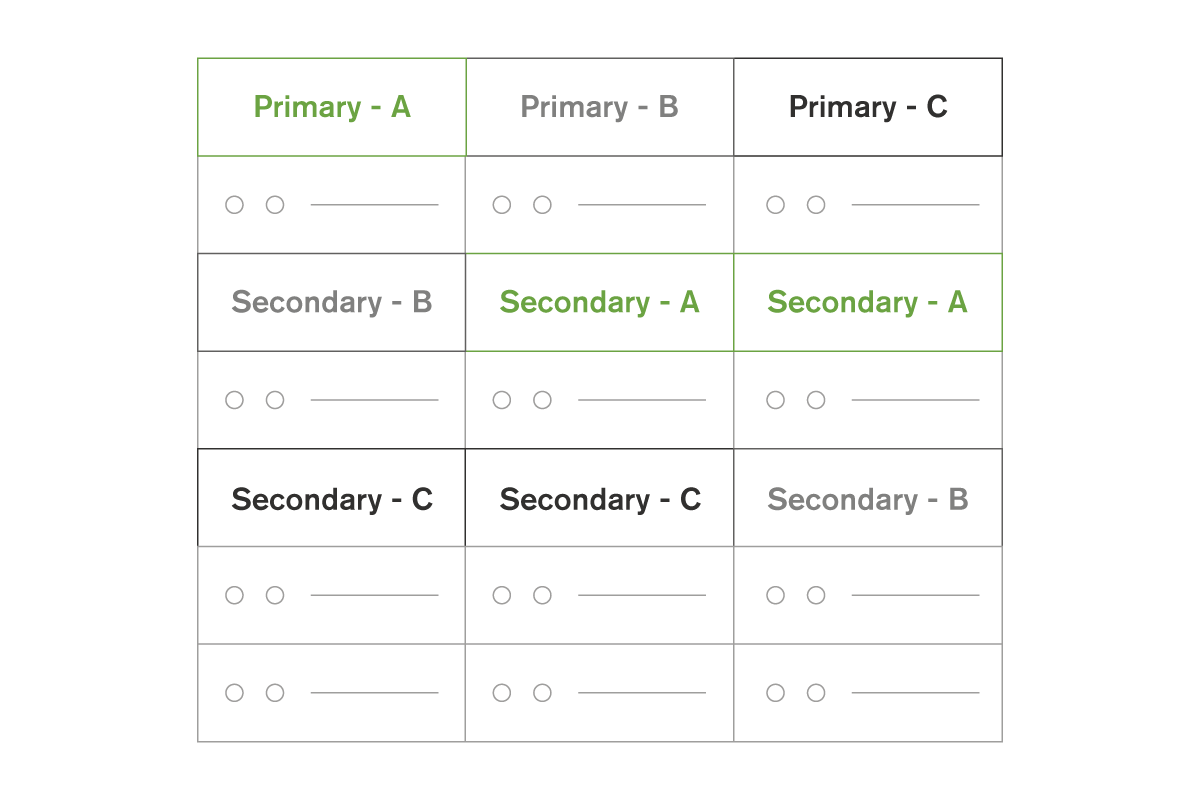 Primary - A
Primary - B
Primary - C
Secondary - B
Secondary - A
Secondary - A
Secondary - C
Secondary - C
Secondary - B